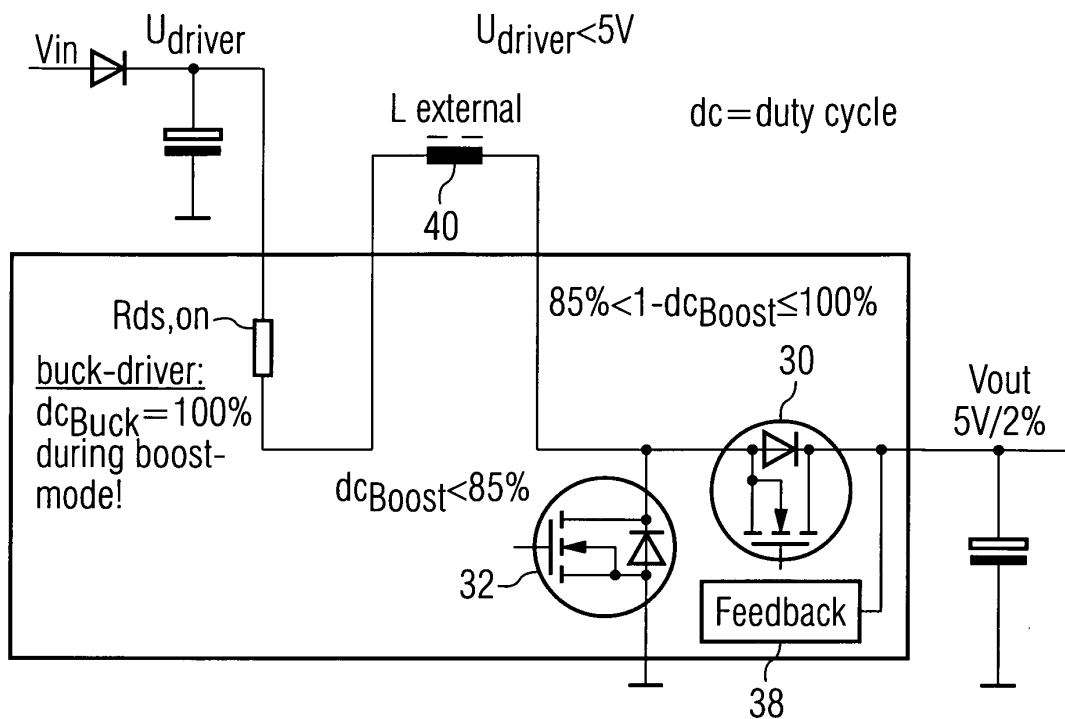 Vin
Udriver
Udriver<5V
L external
dc=duty cycle
40
Rds,on
85%<1-dcBoost≤100%
buck-driver:
dcBuck=100%
during boost-
mode!
30
Vout
5V/2%
dcBoost<85%
32
Feedback
38